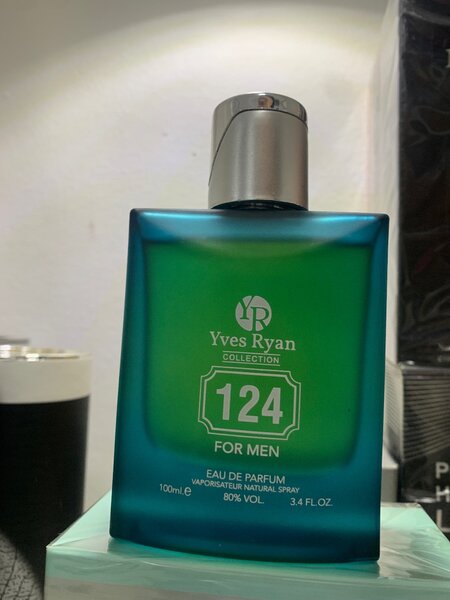 YR
Yves Ryan
COLLECTION
124
FOR MEN
EAU DE PARFUM
VAPORISATEUR NATURAL SPRAY
100ml.e 80% VOL. 3.4 FL.OZ.